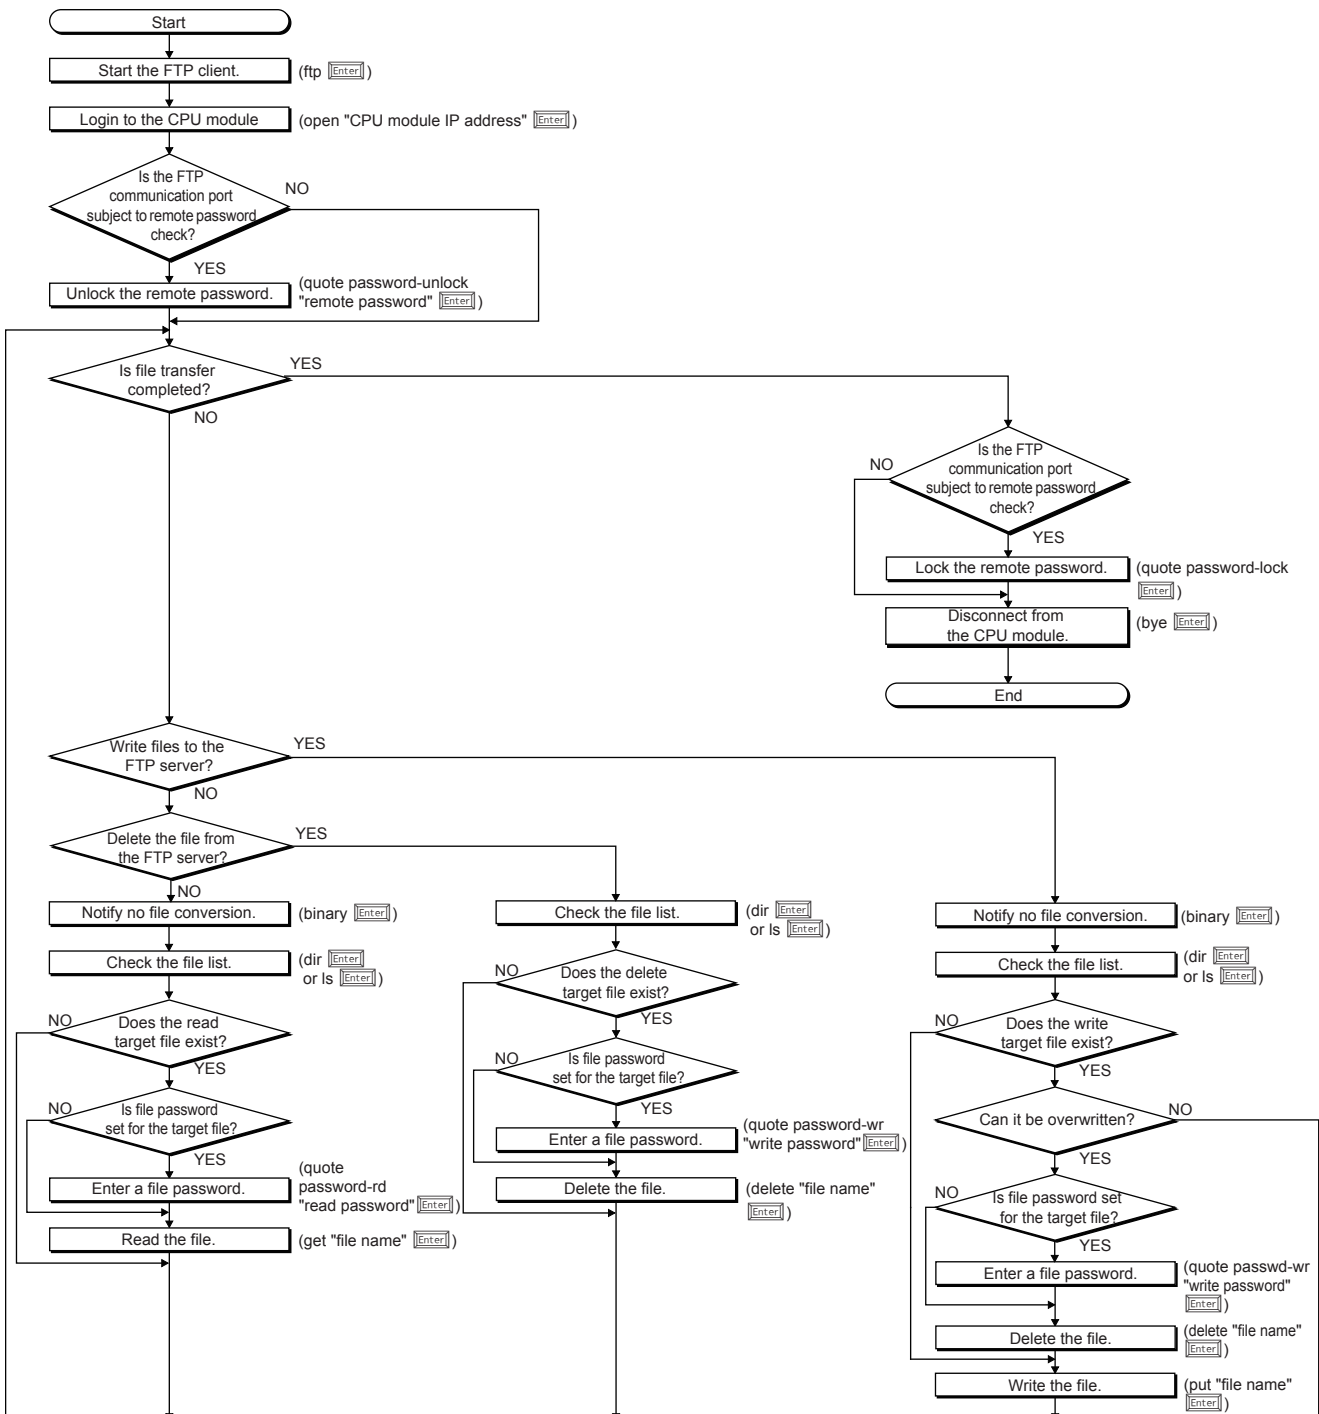 Start
Start the FTP client.
(ftp Enter)
Login to the CPU module
(open "CPU module IP address" Enter)
Is the FTP
communication port
subject to remote password
check?
NO
YES
Unlock the remote password.
(quote password-unlock
"remote password" Enter)
Is file transfer
completed?
YES
NO
Is the FTP
communication port
subject to remote password
check?
NO
YES
Lock the remote password.
(quote password-lock
Enter)
Disconnect from
the CPU module.
(bye Enter)
End
Write files to the
FTP server?
YES
NO
Delete the file from
the FTP server?
YES
NO
Notify no file conversion.
(binary Enter)
Check the file list.
(dir Enter
or ls Enter)
Does the read
target file exist?
NO
YES
Is file password
set for the target file?
NO
YES
Enter a file password.
(quote
password-rd
"read password" Enter)
Read the file.
(get "file name" Enter)
Check the file list.
(dir Enter
or ls Enter)
Does the delete
target file exist?
NO
YES
Is file password
set for the target file?
NO
YES
Enter a file password.
(quote password-wr
"write password" Enter)
Delete the file.
(delete "file name"
Enter)
Notify no file conversion.
(binary Enter)
Check the file list.
(dir Enter
or ls Enter)
Does the write
target file exist?
NO
YES
Can it be overwritten?
NO
YES
Is file password set
for the target file?
NO
YES
Enter a file password.
(quote passwd-wr
"write password"
Enter)
Delete the file.
(delete "file name"
Enter)
Write the file.
(put "file name"
Enter)